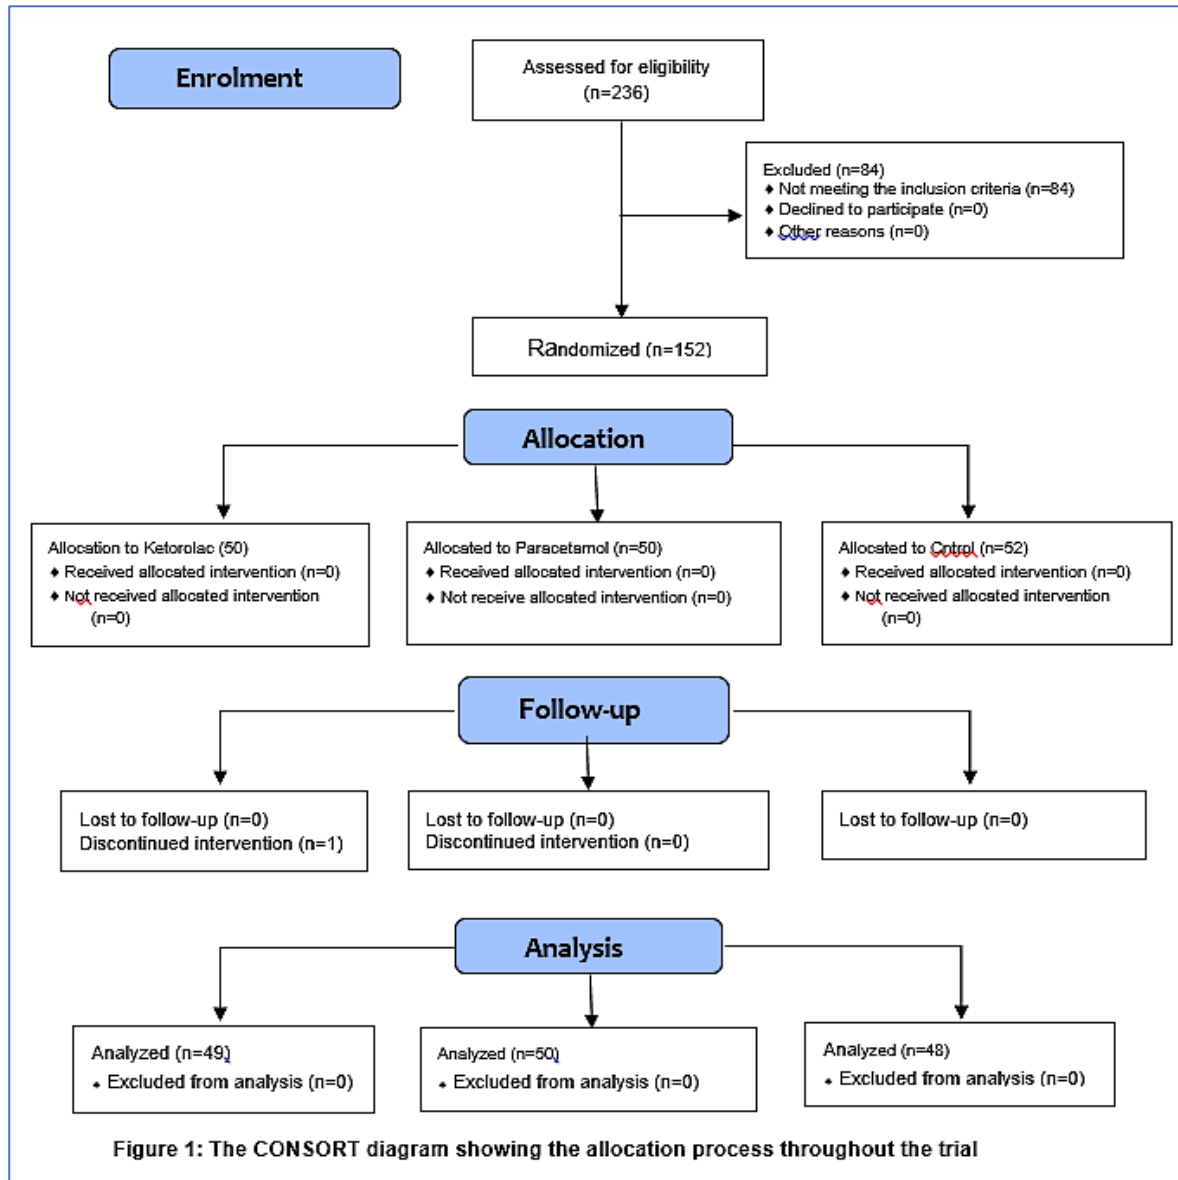 Enrolment
Assessed for eligibility
(n=236)
Excluded (n=84)
♦ Not meeting the inclusion criteria (n=84)
♦ Declined to participate (n=0)
♦ Other reasons (n=0)
Randomized (n=152)
Allocation
Allocation to Ketorolac (50)
♦ Received allocated intervention (n=0)
♦ Not received allocated intervention
(n=0)
Allocated to Paracetamol (n=50)
♦ Received allocated intervention (n=0)
♦ Not receive allocated intervention (n=0)
Allocated to Cntrol (n=52)
♦ Received allocated intervention (n=0)
♦ Not received allocated intervention
(n=0)
Follow-up
Lost to follow-up (n=0)
Discontinued intervention (n=1)
Lost to follow-up (n=0)
Discontinued intervention (n=0)
Lost to follow-up (n=0)
Analysis
Analyzed (n=49)
♦ Excluded from analysis (n=0)
Analyzed (n=50)
♦ Excluded from analysis (n=0)
Analyzed (n=48)
♦ Excluded from analysis (n=0)
Figure 1: The CONSORT diagram showing the allocation process throughout the trial